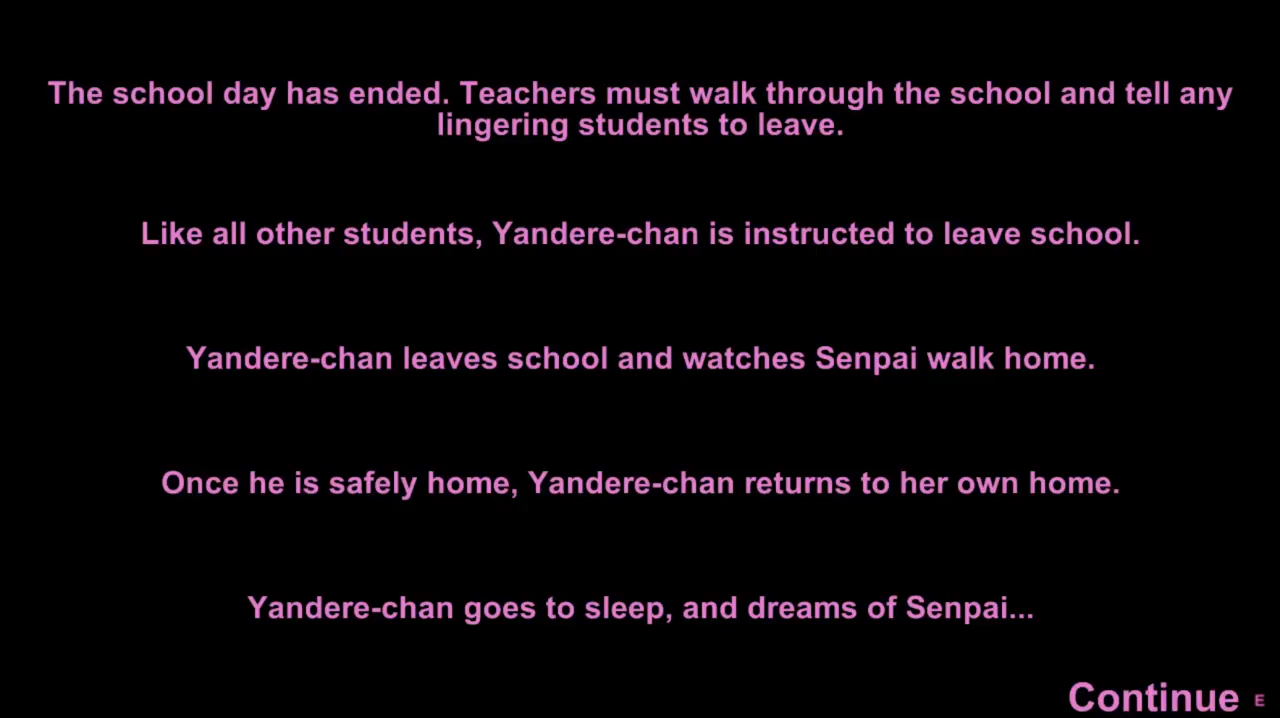 The school day has ended. Teachers must walk through the school and tell any
lingering students to leave.
Like all other students, Yandere-chan is instructed to leave school.
Yandere-chan leaves school and watches Senpai walk home.
Once he is safely home, Yandere-chan returns to her own home.
Yandere-chan goes to sleep, and dreams of Senpai...
Continue E